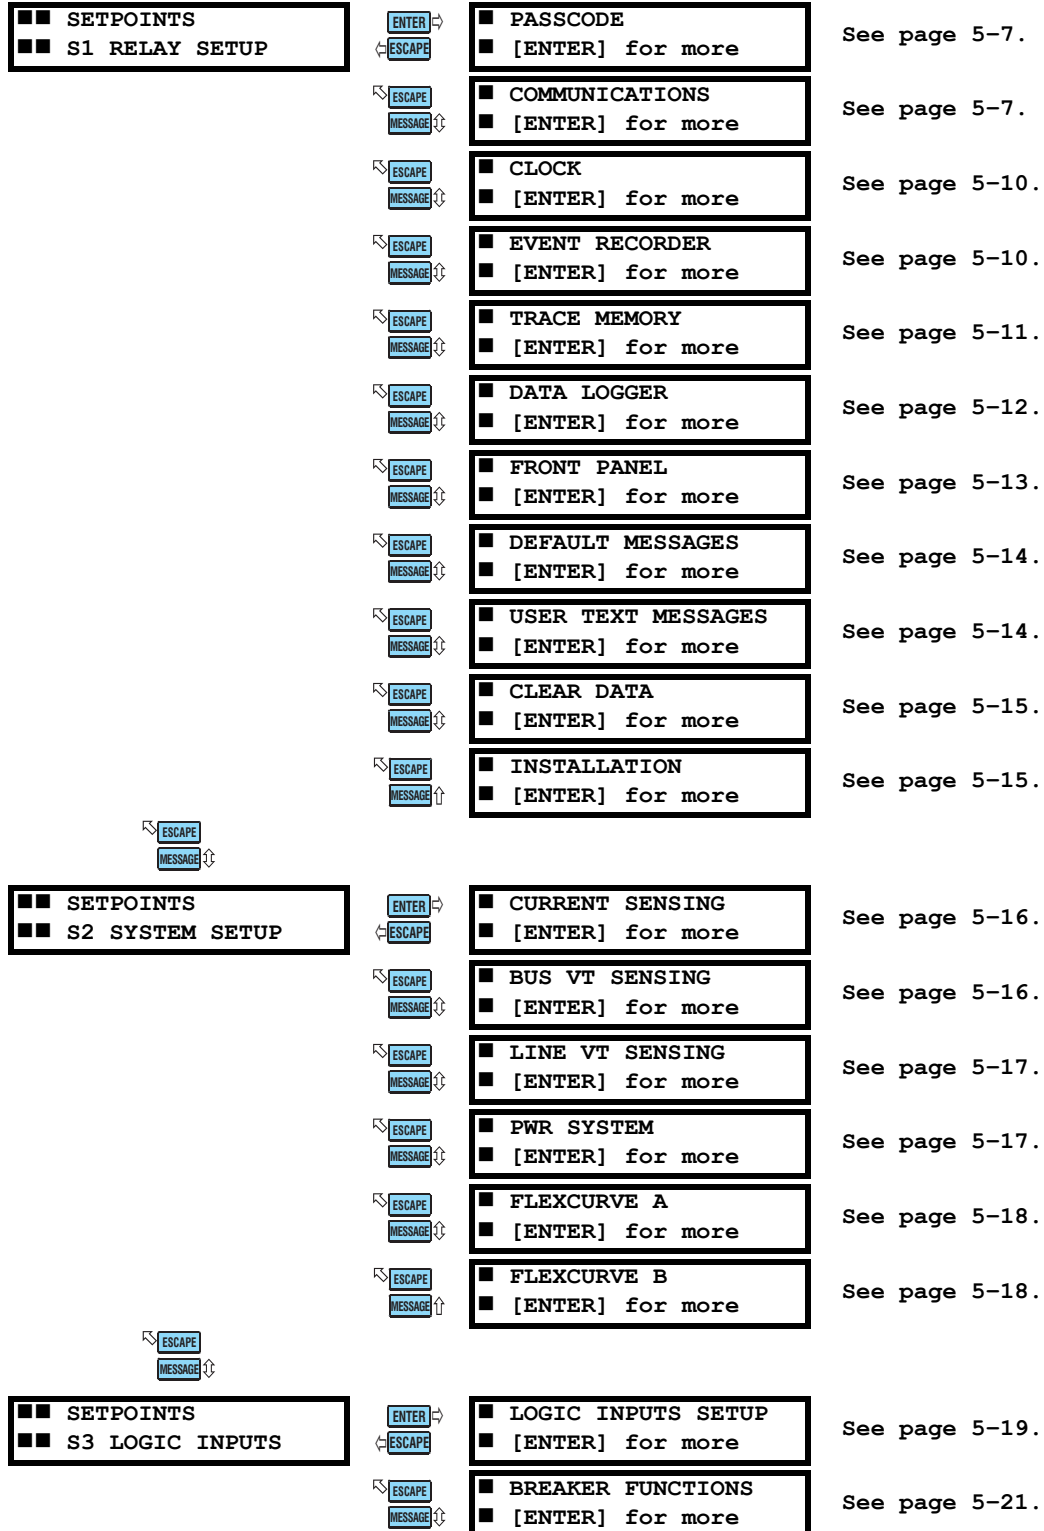 ■■ SETPOINTS
■■ S1 RELAY SETUP
ENTER ⇨
⇦ ESCAPE
■ PASSCODE
■ [ENTER] for more
See page 5–7.
ESCAPE
MESSAGE
■ COMMUNICATIONS
■ [ENTER] for more
See page 5–7.
ESCAPE
MESSAGE
■ CLOCK
■ [ENTER] for more
See page 5–10.
ESCAPE
MESSAGE
■ EVENT RECORDER
■ [ENTER] for more
See page 5–10.
ESCAPE
MESSAGE
■ TRACE MEMORY
■ [ENTER] for more
See page 5–11.
ESCAPE
MESSAGE
■ DATA LOGGER
■ [ENTER] for more
See page 5–12.
ESCAPE
MESSAGE
■ FRONT PANEL
■ [ENTER] for more
See page 5–13.
ESCAPE
MESSAGE
■ DEFAULT MESSAGES
■ [ENTER] for more
See page 5–14.
ESCAPE
MESSAGE
■ USER TEXT MESSAGES
■ [ENTER] for more
See page 5–14.
ESCAPE
MESSAGE
■ CLEAR DATA
■ [ENTER] for more
See page 5–15.
ESCAPE
MESSAGE
■ INSTALLATION
■ [ENTER] for more
See page 5–15.
ESCAPE
MESSAGE
■■ SETPOINTS
■■ S2 SYSTEM SETUP
ENTER ⇨
⇦ ESCAPE
■ CURRENT SENSING
■ [ENTER] for more
See page 5–16.
ESCAPE
MESSAGE
■ BUS VT SENSING
■ [ENTER] for more
See page 5–16.
ESCAPE
MESSAGE
■ LINE VT SENSING
■ [ENTER] for more
See page 5–17.
ESCAPE
MESSAGE
■ PWR SYSTEM
■ [ENTER] for more
See page 5–17.
ESCAPE
MESSAGE
■ FLEXCURVE A
■ [ENTER] for more
See page 5–18.
ESCAPE
MESSAGE
■ FLEXCURVE B
■ [ENTER] for more
See page 5–18.
ESCAPE
MESSAGE
■■ SETPOINTS
■■ S3 LOGIC INPUTS
ENTER ⇨
⇦ ESCAPE
■ LOGIC INPUTS SETUP
■ [ENTER] for more
See page 5–19.
ESCAPE
MESSAGE
■ BREAKER FUNCTIONS
■ [ENTER] for more
See page 5–21.